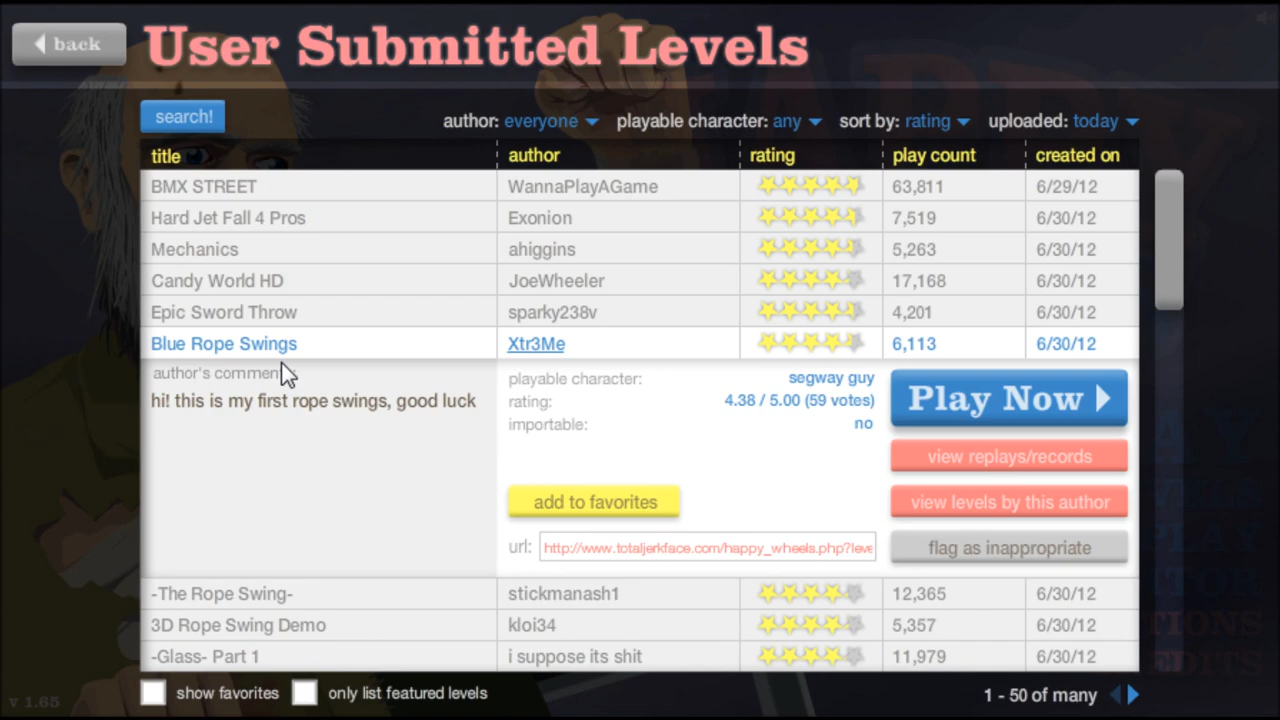 back
User Submitted Levels
search!
author: everyone playable character: any sort by: rating uploaded: today
title author rating play count created on
BMX STREET WannaPlayAGame 63,811 6/29/12
Hard Jet Fall 4 Pros Exonion 7,519 6/30/12
Mechanics ahiggins 5,263 6/30/12
Candy World HD JoeWheeler 17,168 6/30/12
Epic Sword Throw sparky238v 4,201 6/30/12
Blue Rope Swings Xtr3Me 6,113 6/30/12
author's comments:
hi! this is my first rope swings, good luck
playable character: segway guy
rating: 4.38 / 5.00 (59 votes)
importable: no
Play Now
view replays/records
add to favorites
view levels by this author
url: http://www.totaljerkface.com/happy_wheels.php?leve
flag as inappropriate
-The Rope Swing- stickmanash1 12,365 6/30/12
3D Rope Swing Demo kloi34 5,357 6/30/12
-Glass- Part 1 i suppose its shit 11,979 6/30/12
show favorites only list featured levels 1 - 50 of many
v 1.65